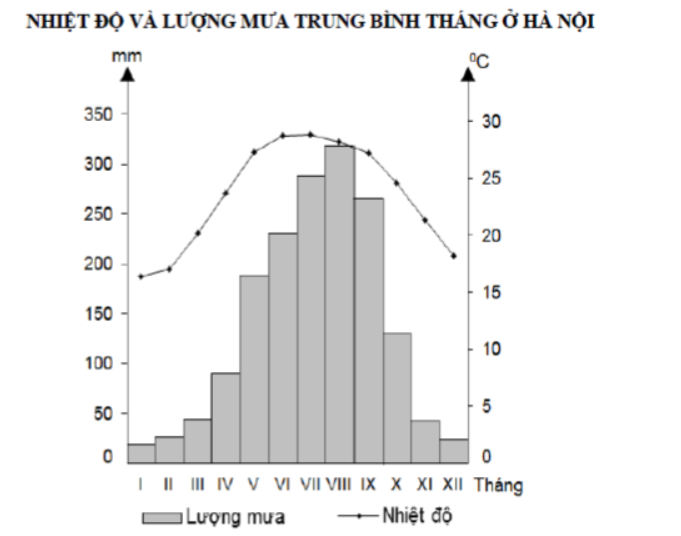 NHIỆT ĐỘ VÀ LƯỢNG MƯA TRUNG BÌNH THÁNG Ở HÀ NỘI
mm ⁰C
350 30
300 25
250 20
200 15
150 10
100 5
50
0 0
I II III IV V VI VII VIII IX X XI XII Tháng
Lượng mưa Nhiệt độ